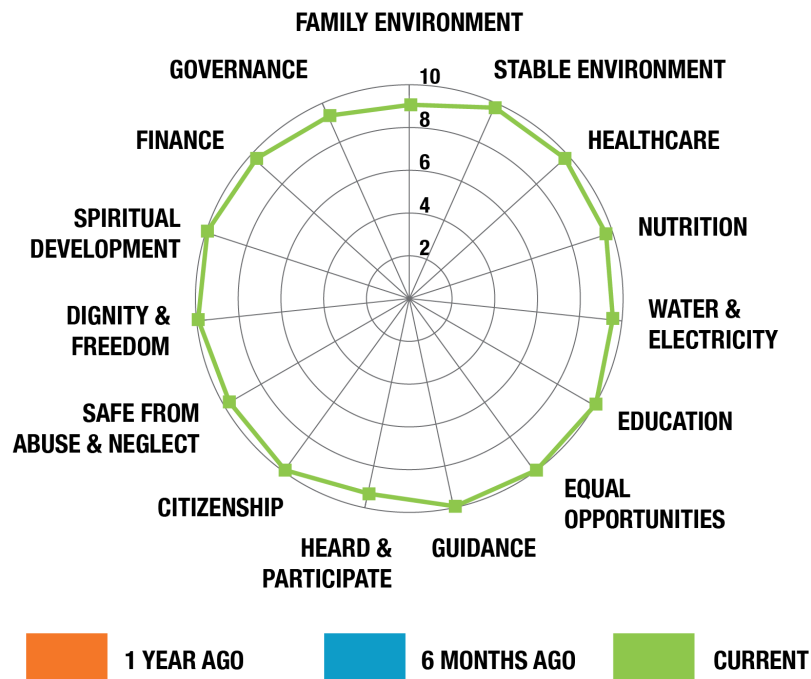 FAMILY ENVIRONMENT
GOVERNANCE
STABLE ENVIRONMENT
10
FINANCE
HEALTHCARE
8
6
SPIRITUAL
DEVELOPMENT
NUTRITION
4
2
DIGNITY &
FREEDOM
WATER &
ELECTRICITY
SAFE FROM
ABUSE & NEGLECT
EDUCATION
CITIZENSHIP
EQUAL
OPPORTUNITIES
HEARD &
PARTICIPATE
GUIDANCE
1 YEAR AGO
6 MONTHS AGO
CURRENT